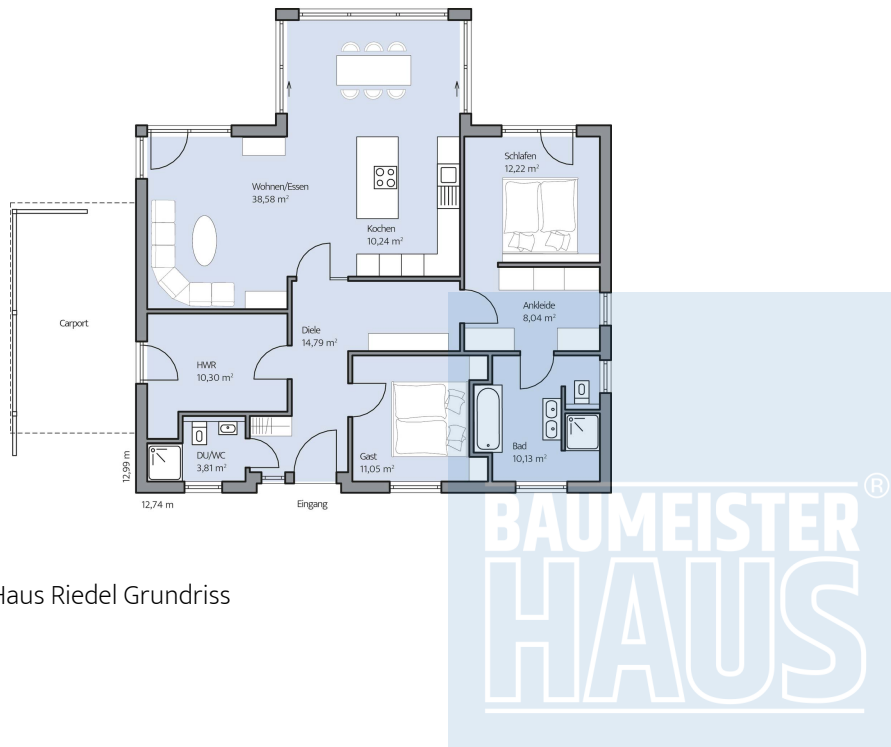 Schlafen
12,22 m²
Wohnen/Essen
38,58 m²
Kochen
10,24 m²
Ankleide
8,04 m²
Carport
Diele
14,79 m²
HWR
10,30 m²
Bad
10,13 m²
DU/WC
3,81 m²
Gast
11,05 m²
12,99 m
12,74 m
Eingang
BAUMEISTER®
HAUS
Haus Riedel Grundriss